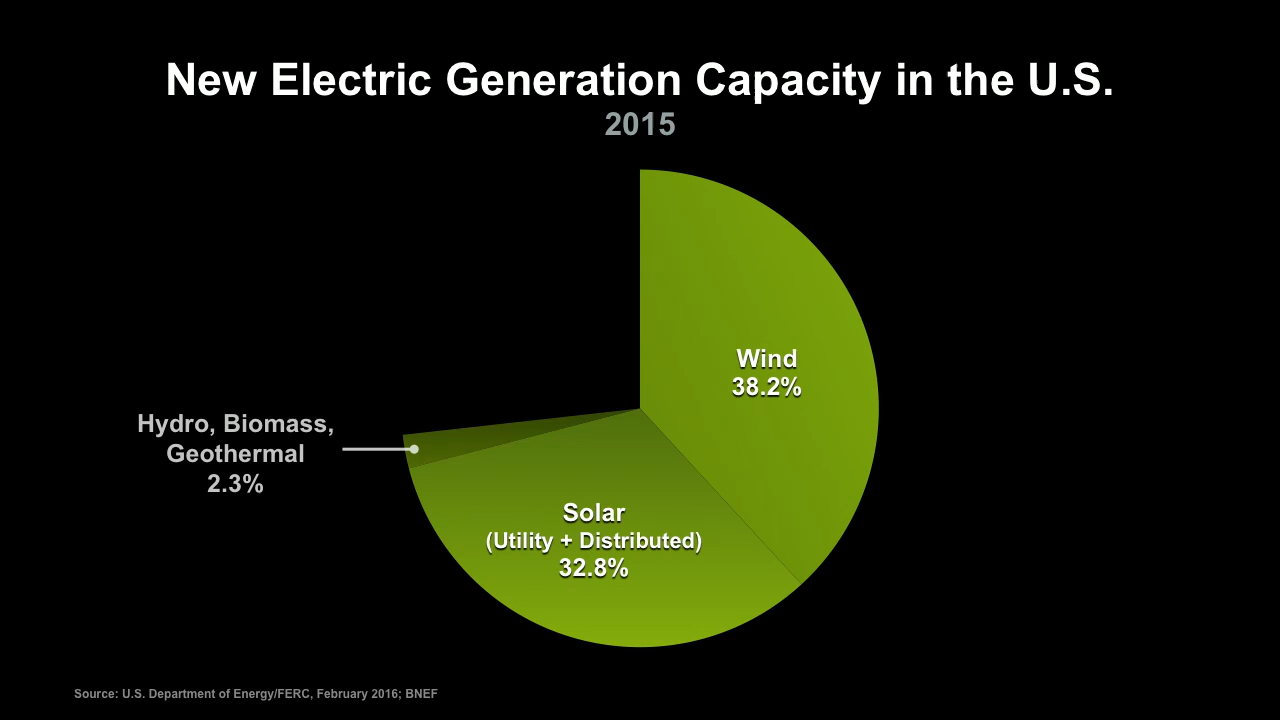 New Electric Generation Capacity in the U.S.
2015
Wind
38.2%
Hydro, Biomass,
Geothermal
2.3%
Solar
(Utility + Distributed)
32.8%
Source: U.S. Department of Energy/FERC, February 2016; BNEF